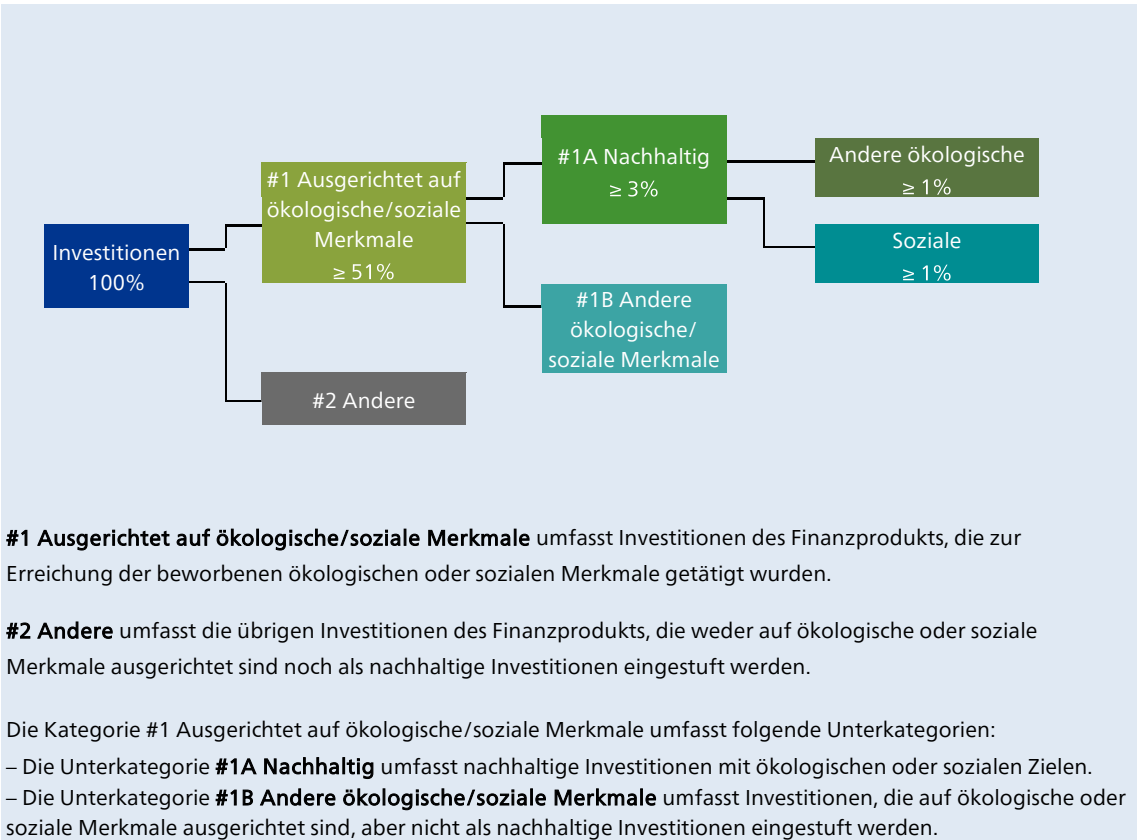 Investitionen
100%
#1 Ausgerichtet auf
ökologische/soziale
Merkmale
≥ 51%
#2 Andere
#1A Nachhaltig
≥ 3%
#1B Andere
ökologische/
soziale Merkmale
Andere ökologische
≥ 1%
Soziale
≥ 1%
#1 Ausgerichtet auf ökologische/soziale Merkmale umfasst Investitionen des Finanzprodukts, die zur
Erreichung der beworbenen ökologischen oder sozialen Merkmale getätigt wurden.
#2 Andere umfasst die übrigen Investitionen des Finanzprodukts, die weder auf ökologische oder soziale
Merkmale ausgerichtet sind noch als nachhaltige Investitionen eingestuft werden.
Die Kategorie #1 Ausgerichtet auf ökologische/soziale Merkmale umfasst folgende Unterkategorien:
– Die Unterkategorie #1A Nachhaltig umfasst nachhaltige Investitionen mit ökologischen oder sozialen Zielen.
– Die Unterkategorie #1B Andere ökologische/soziale Merkmale umfasst Investitionen, die auf ökologische oder
soziale Merkmale ausgerichtet sind, aber nicht als nachhaltige Investitionen eingestuft werden.